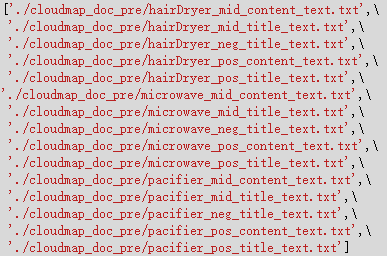 ['./cloudmap_doc_pre/hairDryer_mid_content_text.txt',\
'./cloudmap_doc_pre/hairDryer_mid_title_text.txt',\
'./cloudmap_doc_pre/hairDryer_neg_title_text.txt',\
'./cloudmap_doc_pre/hairDryer_pos_content_text.txt',\
'./cloudmap_doc_pre/hairDryer_pos_title_text.txt',\
'./cloudmap_doc_pre/microwave_mid_content_text.txt',\
'./cloudmap_doc_pre/microwave_mid_title_text.txt',\
'./cloudmap_doc_pre/microwave_neg_title_text.txt',\
'./cloudmap_doc_pre/microwave_pos_content_text.txt',\
'./cloudmap_doc_pre/microwave_pos_title_text.txt',\
'./cloudmap_doc_pre/pacifier_mid_content_text.txt',\
'./cloudmap_doc_pre/pacifier_mid_title_text.txt',\
'./cloudmap_doc_pre/pacifier_neg_title_text.txt',\
'./cloudmap_doc_pre/pacifier_pos_content_text.txt',\
'./cloudmap_doc_pre/pacifier_pos_title_text.txt']